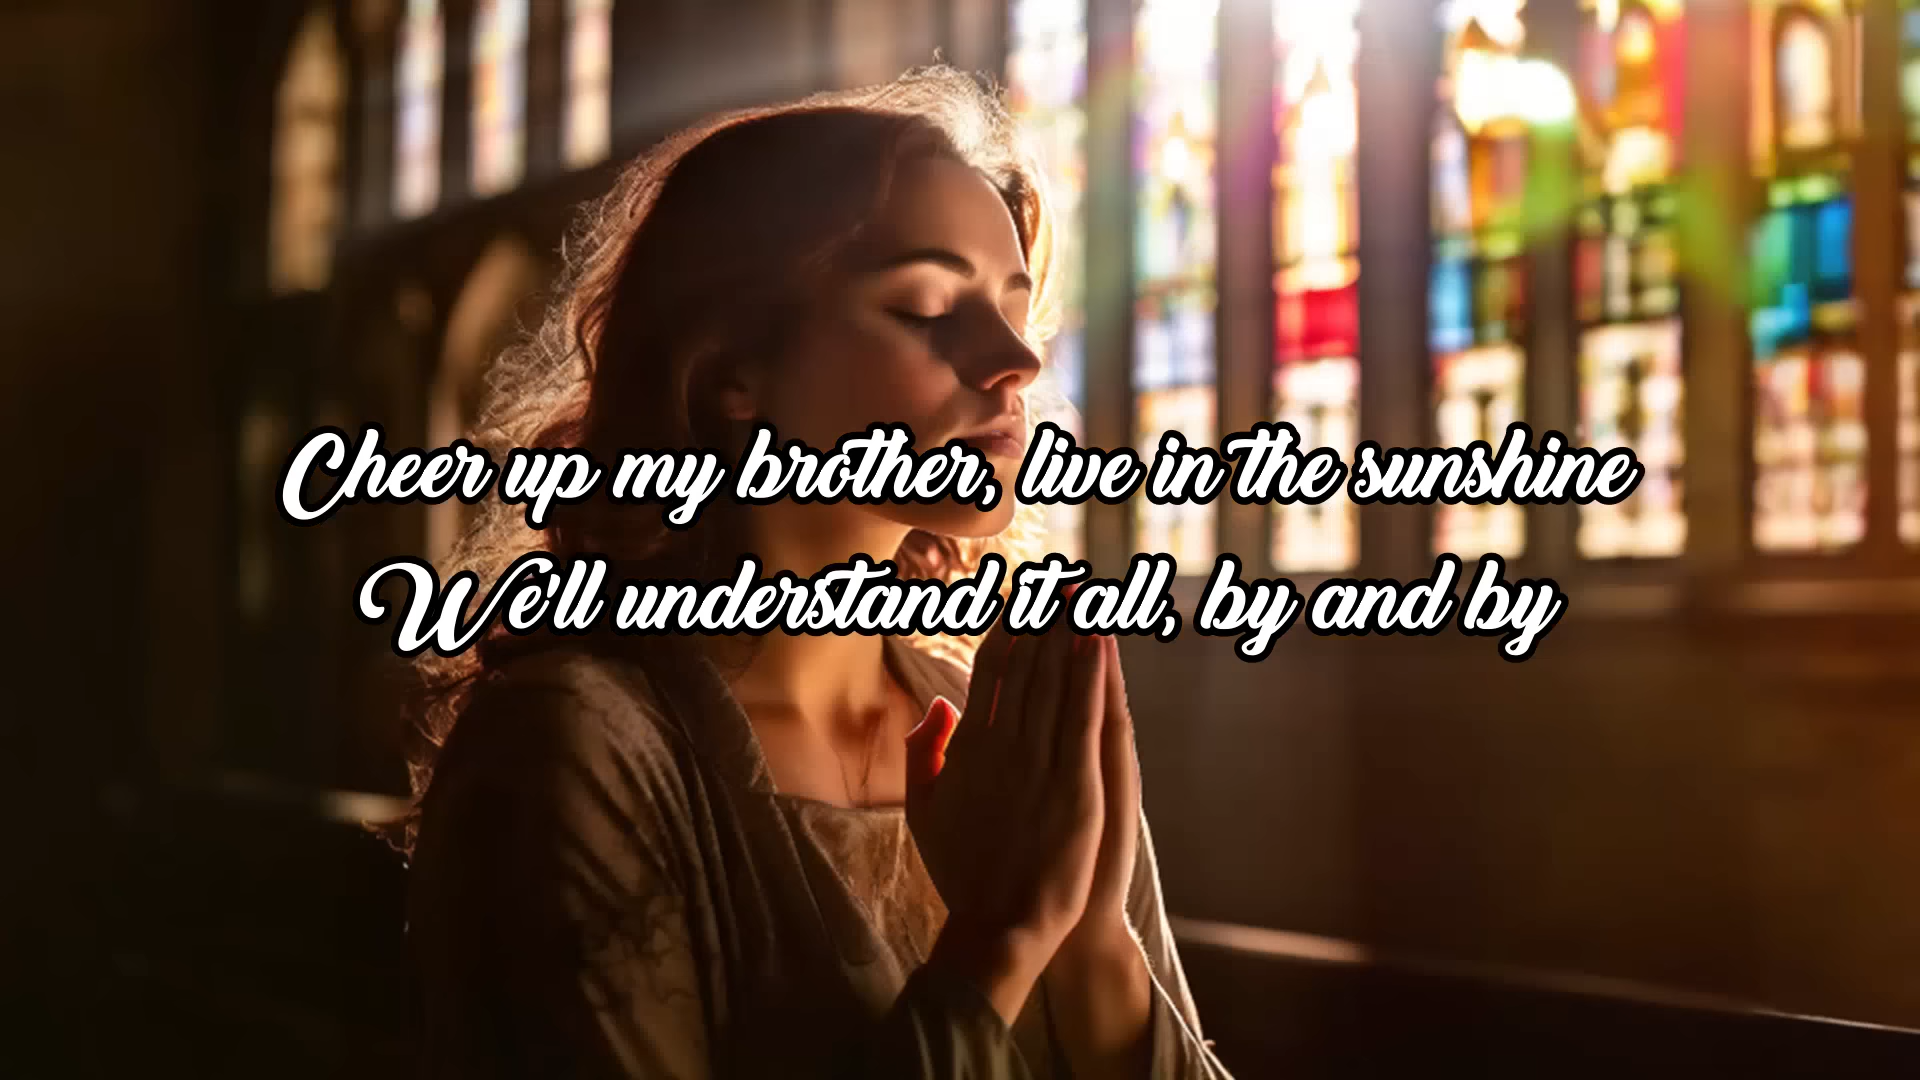 Cheer up my brother, live in the sunshine
We'll understand it all, by and by